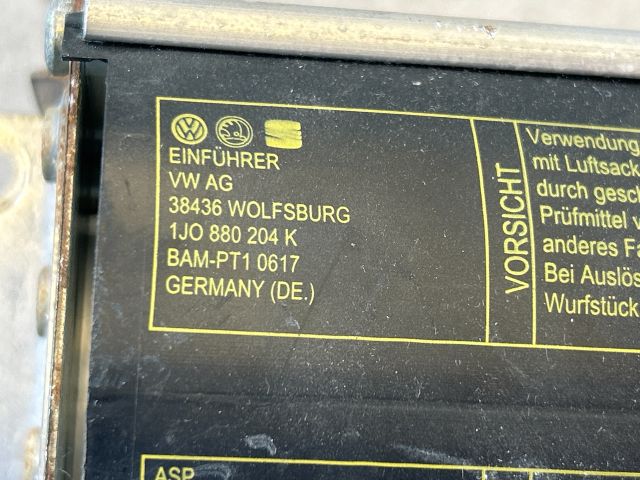 EINFÜHRER
VW AG
38436 WOLFSBURG
1JO 880 204 K
BAM-PT1 0617
GERMANY (DE.)
VORSICHT
Verwendung,
mit Luftsack
durch gesch
Prüfmittel v
anderes Fa
Bei Auslös
Wurfstück
ASP